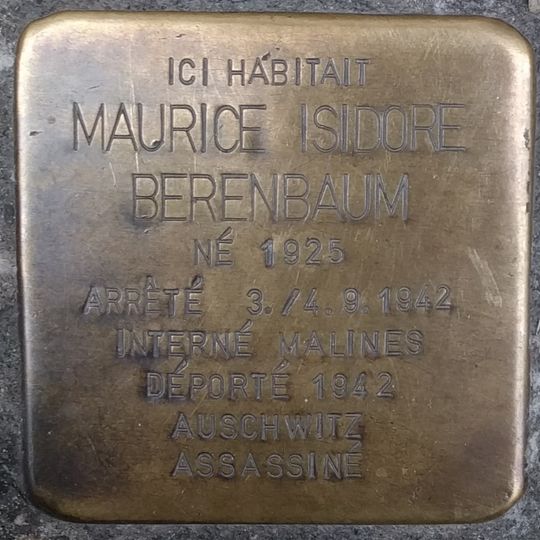 ICI HABITAIT
MAURICE ISIDORE
BERENBAUM
NÉ 1925
ARRÊTÉ 3./4.9.1942
INTERNÉ MALINES
DÉPORTÉ 1942
AUSCHWITZ
ASSASSINÉ